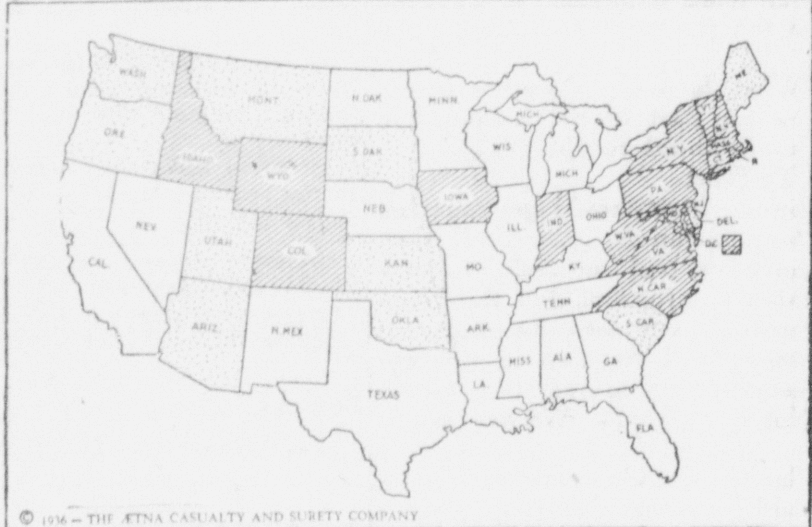 WASH
MONT
N.DAK
MINN.
MICH
ME
ORE
IDAHO
S.DAK
WIS
MICH
N.Y.
WYO
IOWA
PA
NEV
UTAH
COL
NEB
ILL
IND
OHIO
W.VA
DEL.
D.C.
CAL
KAN
MO
KY
VA
ARIZ
N.MEX
OKLA
ARK
TENN
N.CAR
S.CAR
TEXAS
LA
MISS
ALA
GA
FLA
© 1936 — THE ÆTNA CASUALTY AND SURETY COMPANY